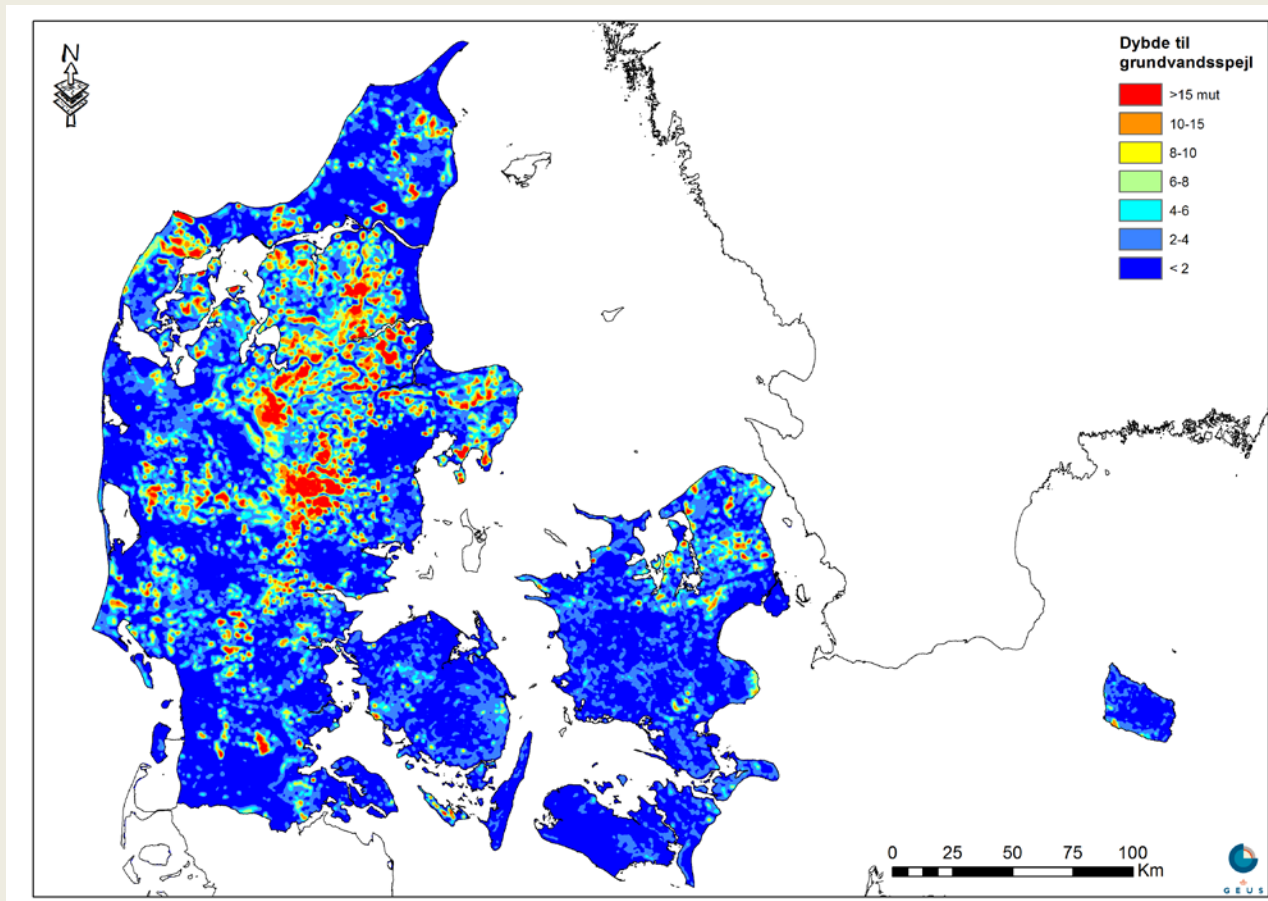 N
Dybde til
grundvandsspejl
>15 mut
10-15
8-10
6-8
4-6
2-4
< 2
0 25 50 75 100
Km
GEUS